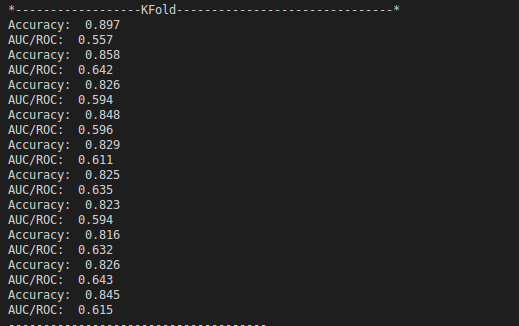 *------------------KFold-------------------------------*
Accuracy:  0.897
AUC/ROC:  0.557
Accuracy:  0.858
AUC/ROC:  0.642
Accuracy:  0.826
AUC/ROC:  0.594
Accuracy:  0.848
AUC/ROC:  0.596
Accuracy:  0.829
AUC/ROC:  0.611
Accuracy:  0.825
AUC/ROC:  0.635
Accuracy:  0.823
AUC/ROC:  0.594
Accuracy:  0.816
AUC/ROC:  0.632
Accuracy:  0.826
AUC/ROC:  0.643
Accuracy:  0.845
AUC/ROC:  0.615
-------------------------------------